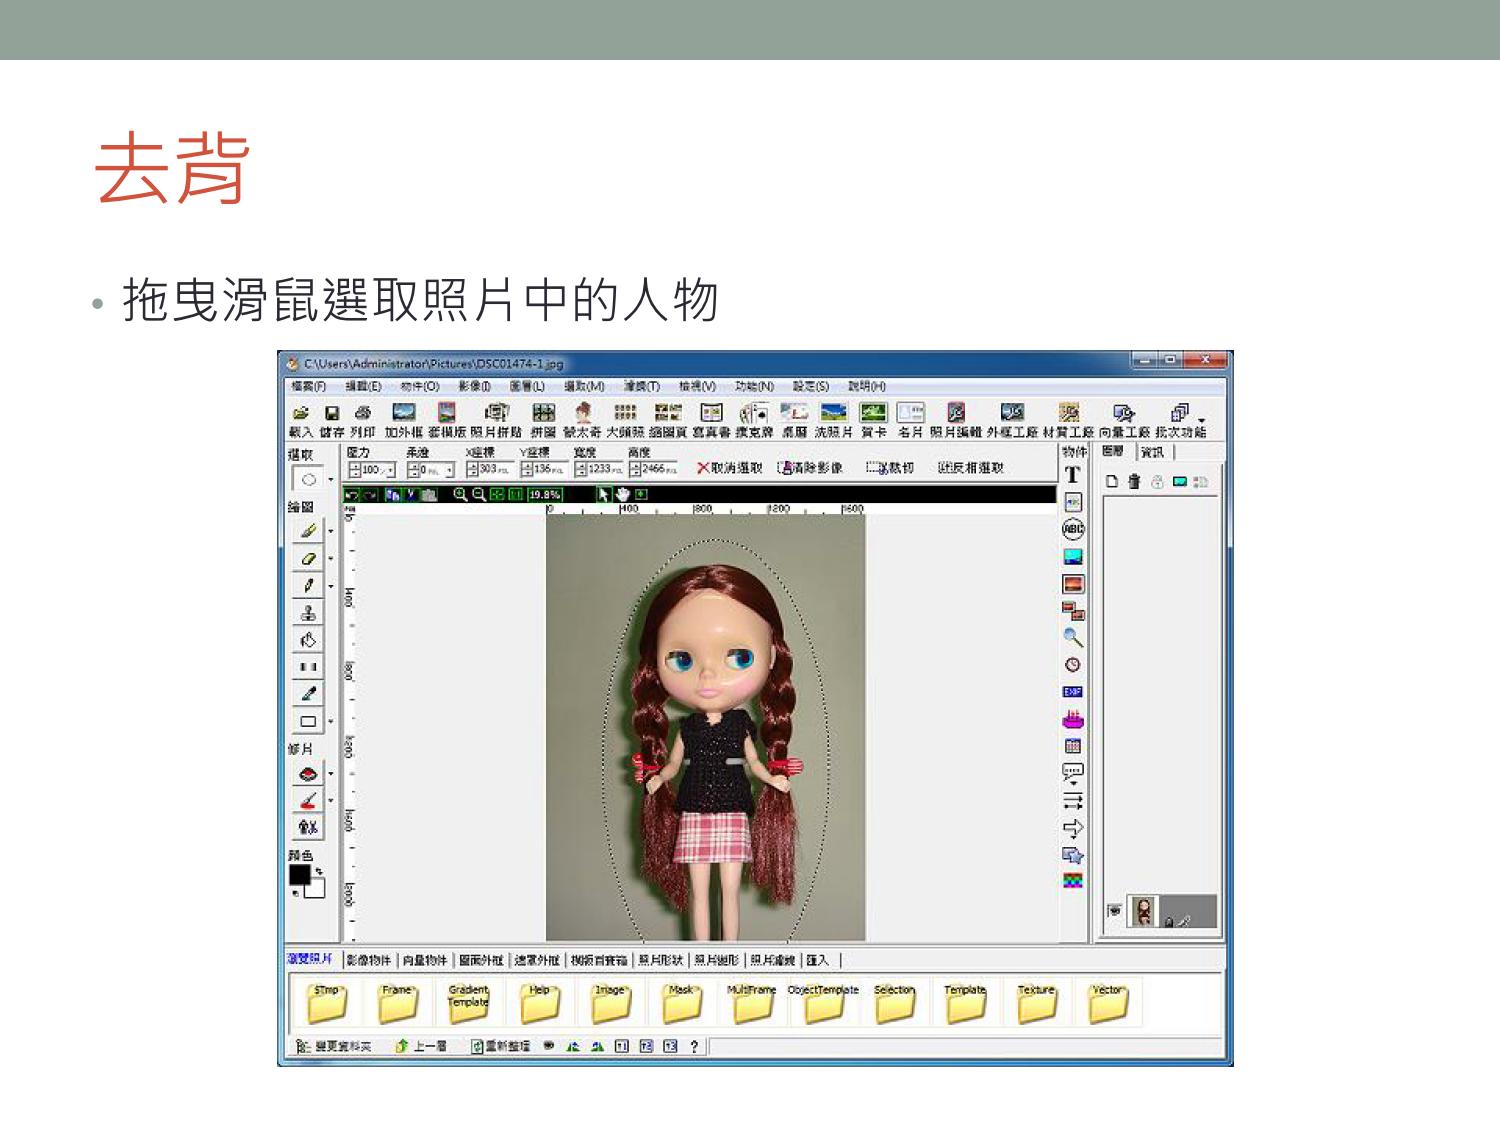 去背
• 拖曳滑鼠選取照片中的人物
C:\Users\Administrator\Pictures\DSC01474-1.jpg
檔案(F) 編輯(E) 物件(O) 影像(I) 圖層(L) 選取(M) 濾鏡(T) 檢視(V) 功能(N) 設定(S) 說明(H)
載入 儲存 列印 加外框 套模版 照片拼貼 拼圖 蒙太奇 大頭照 縮圖頁 寫真書 撲克牌 桌曆 洗照片 賀卡 名片 照片編輯 外框工廠 材質工廠 向量工廠 批次功能
選取 壓力 柔邊 X座標 Y座標 寬度 高度 物件 圖層 資訊
100 0 303 136 1233 2466 取消選取 清除影像 裁切 反相選取
T
19.8%
繪圖
0 400 800 1200 1600
ABC
EXIF
修片
顏色
瀏覽照片 影像物件 向量物件 圖面外框 遮罩外框 模版百寶箱 照片形狀 照片變形 照片濾鏡 匯入
$Tmp Frame Gradient Template Help Image Mask MultiFrame ObjectTemplate Selection Template Texture Vector
變更資料夾 上一層 重新整理 ?